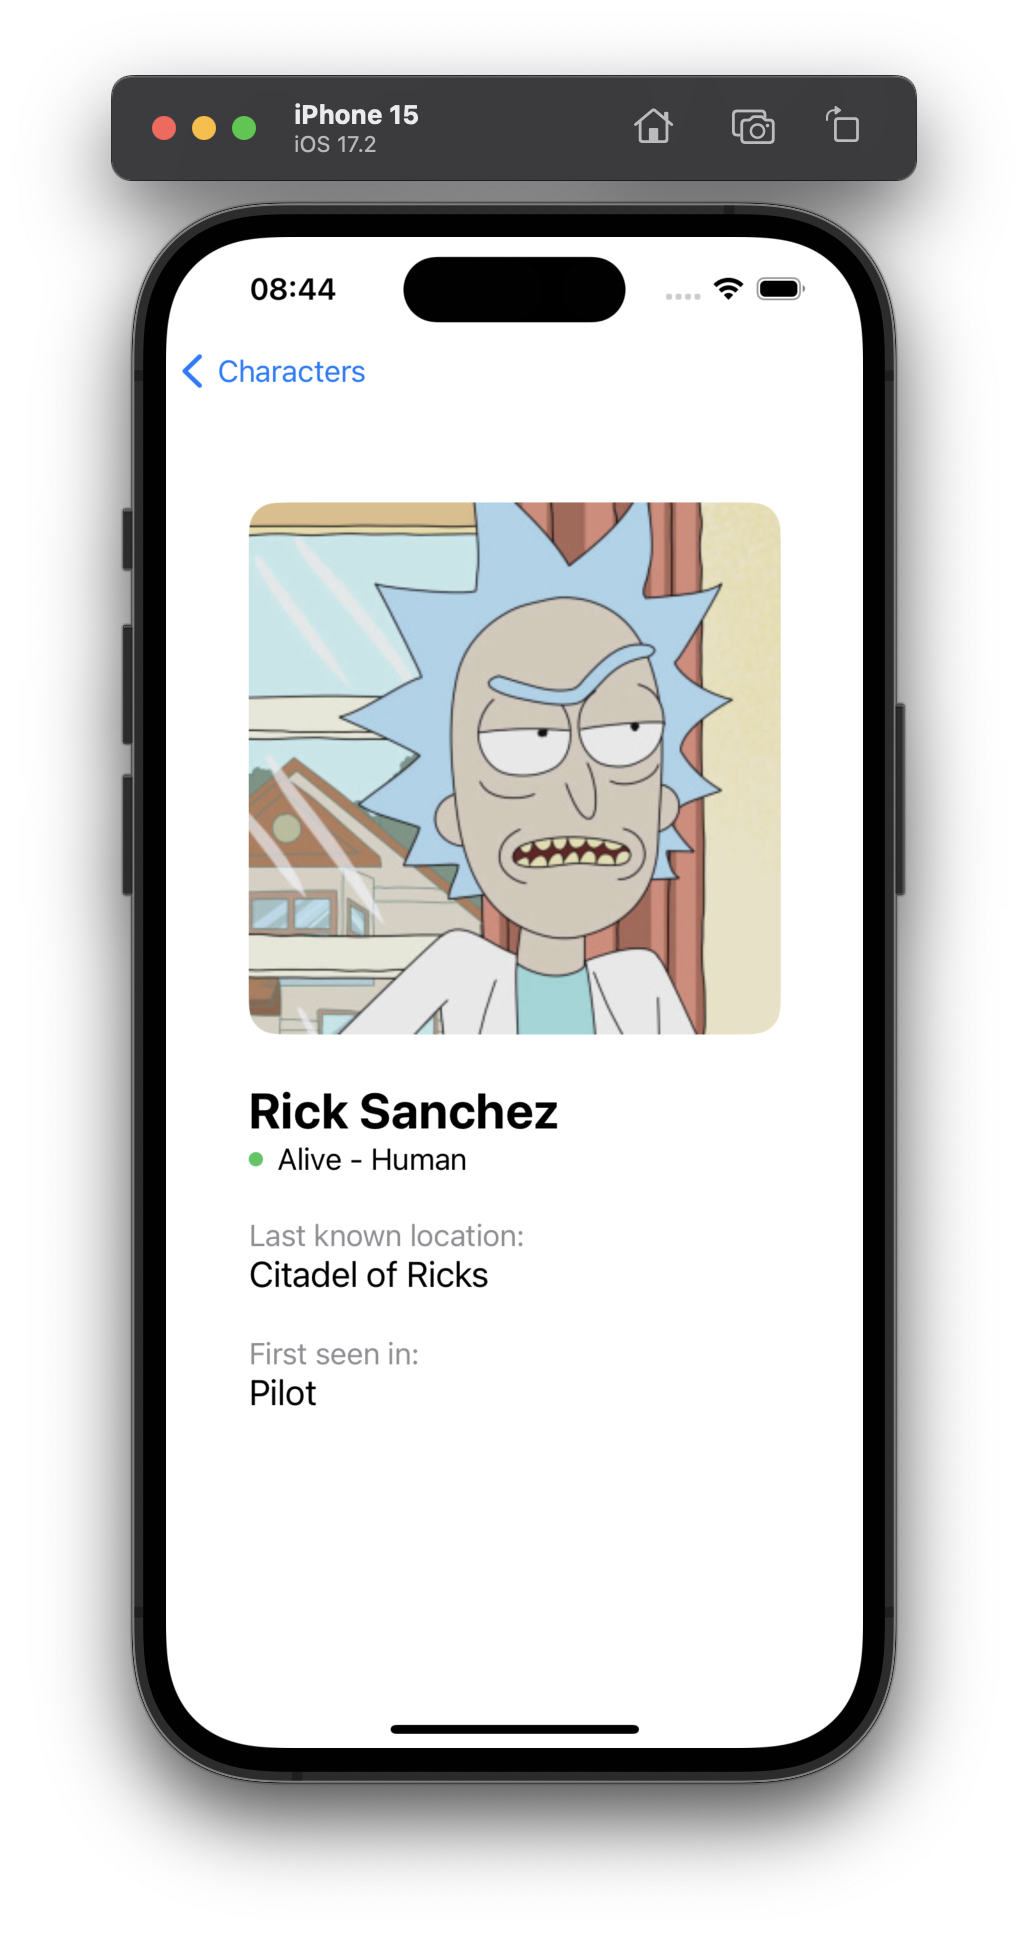 iPhone 15
iOS 17.2
08:44
Characters
Rick Sanchez
Alive - Human
Last known location:
Citadel of Ricks
First seen in:
Pilot